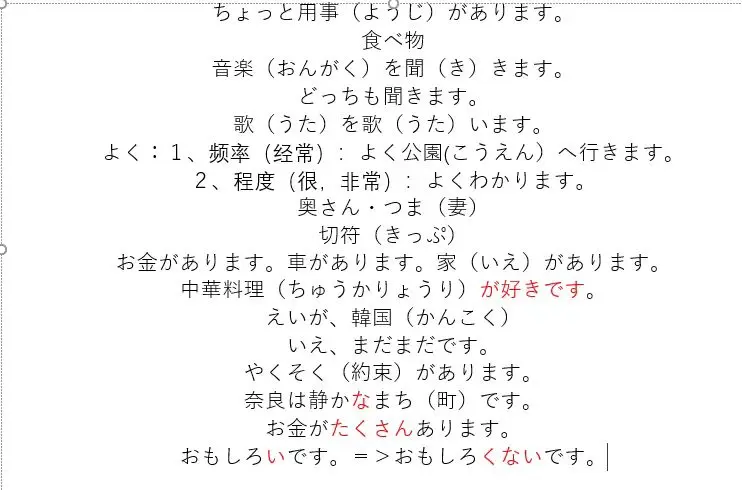 ちょっと用事（ようじ）があります。
食べ物
音楽（おんがく）を聞（き）きます。
どっちも聞きます。
歌（うた）を歌（うた）います。
よく：１、频率（经常）：よく公園(こうえん）へ行きます。
２、程度（很，非常）：よくわかります。
奥さん・つま（妻）
切符（きっぷ）
お金があります。車があります。家（いえ）があります。
中華料理（ちゅうかりょうり）が好きです。
えいが、韓国（かんこく）
いえ、まだまだです。
やくそく（約束）があります。
奈良は静かなまち（町）です。
お金がたくさんあります。
おもしろいです。＝＞おもしろくないです。